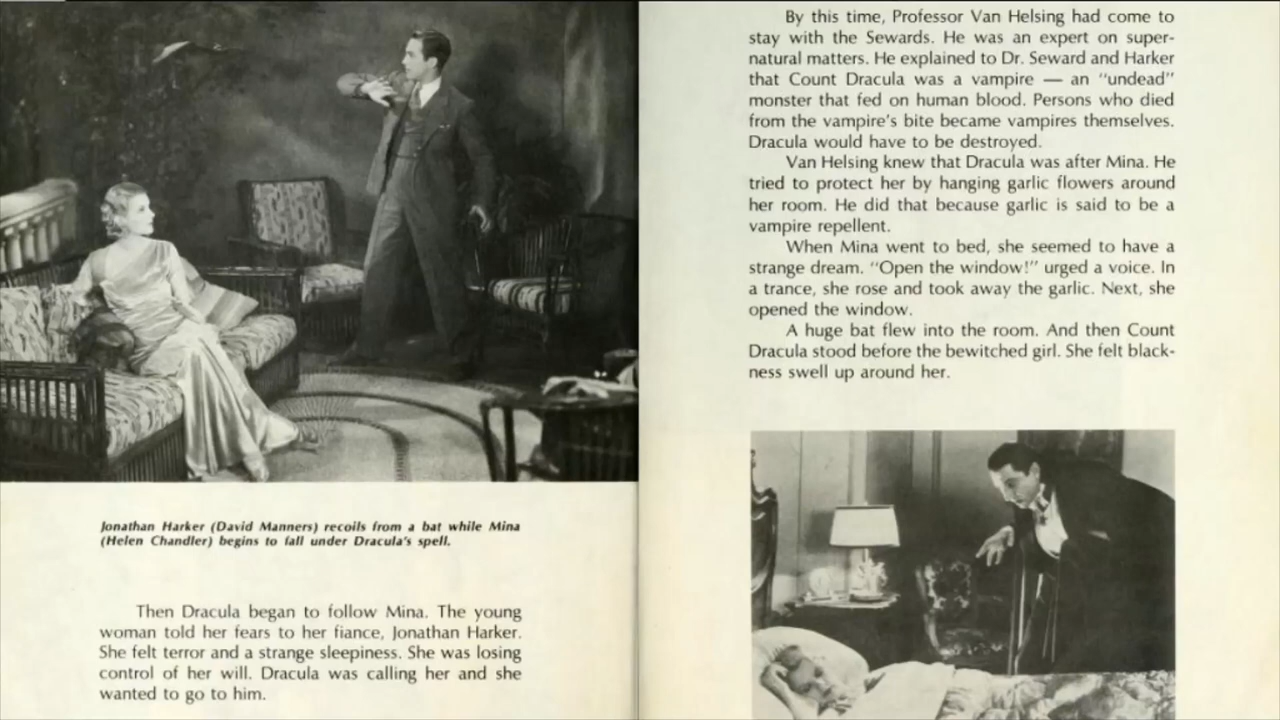 Jonathan Harker (David Manners) recoils from a bat while Mina
(Helen Chandler) begins to fall under Dracula's spell.
Then Dracula began to follow Mina. The young
woman told her fears to her fiance, Jonathan Harker.
She felt terror and a strange sleepiness. She was losing
control of her will. Dracula was calling her and she
wanted to go to him.
By this time, Professor Van Helsing had come to
stay with the Sewards. He was an expert on super-
natural matters. He explained to Dr. Seward and Harker
that Count Dracula was a vampire — an "undead"
monster that fed on human blood. Persons who died
from the vampire's bite became vampires themselves.
Dracula would have to be destroyed.
Van Helsing knew that Dracula was after Mina. He
tried to protect her by hanging garlic flowers around
her room. He did that because garlic is said to be a
vampire repellent.
When Mina went to bed, she seemed to have a
strange dream. "Open the window!" urged a voice. In
a trance, she rose and took away the garlic. Next, she
opened the window.
A huge bat flew into the room. And then Count
Dracula stood before the bewitched girl. She felt black-
ness swell up around her.